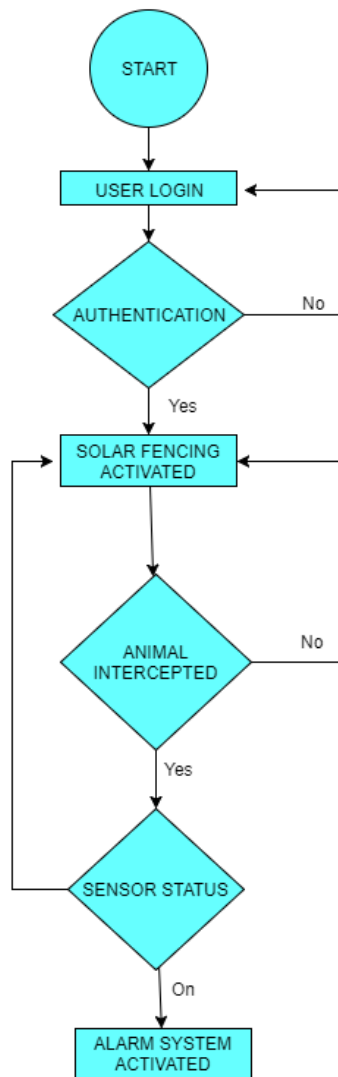 START
USER LOGIN
AUTHENTICATION
No
Yes
SOLAR FENCING
ACTIVATED
ANIMAL
INTERCEPTED
No
Yes
SENSOR STATUS
On
ALARM SYSTEM
ACTIVATED